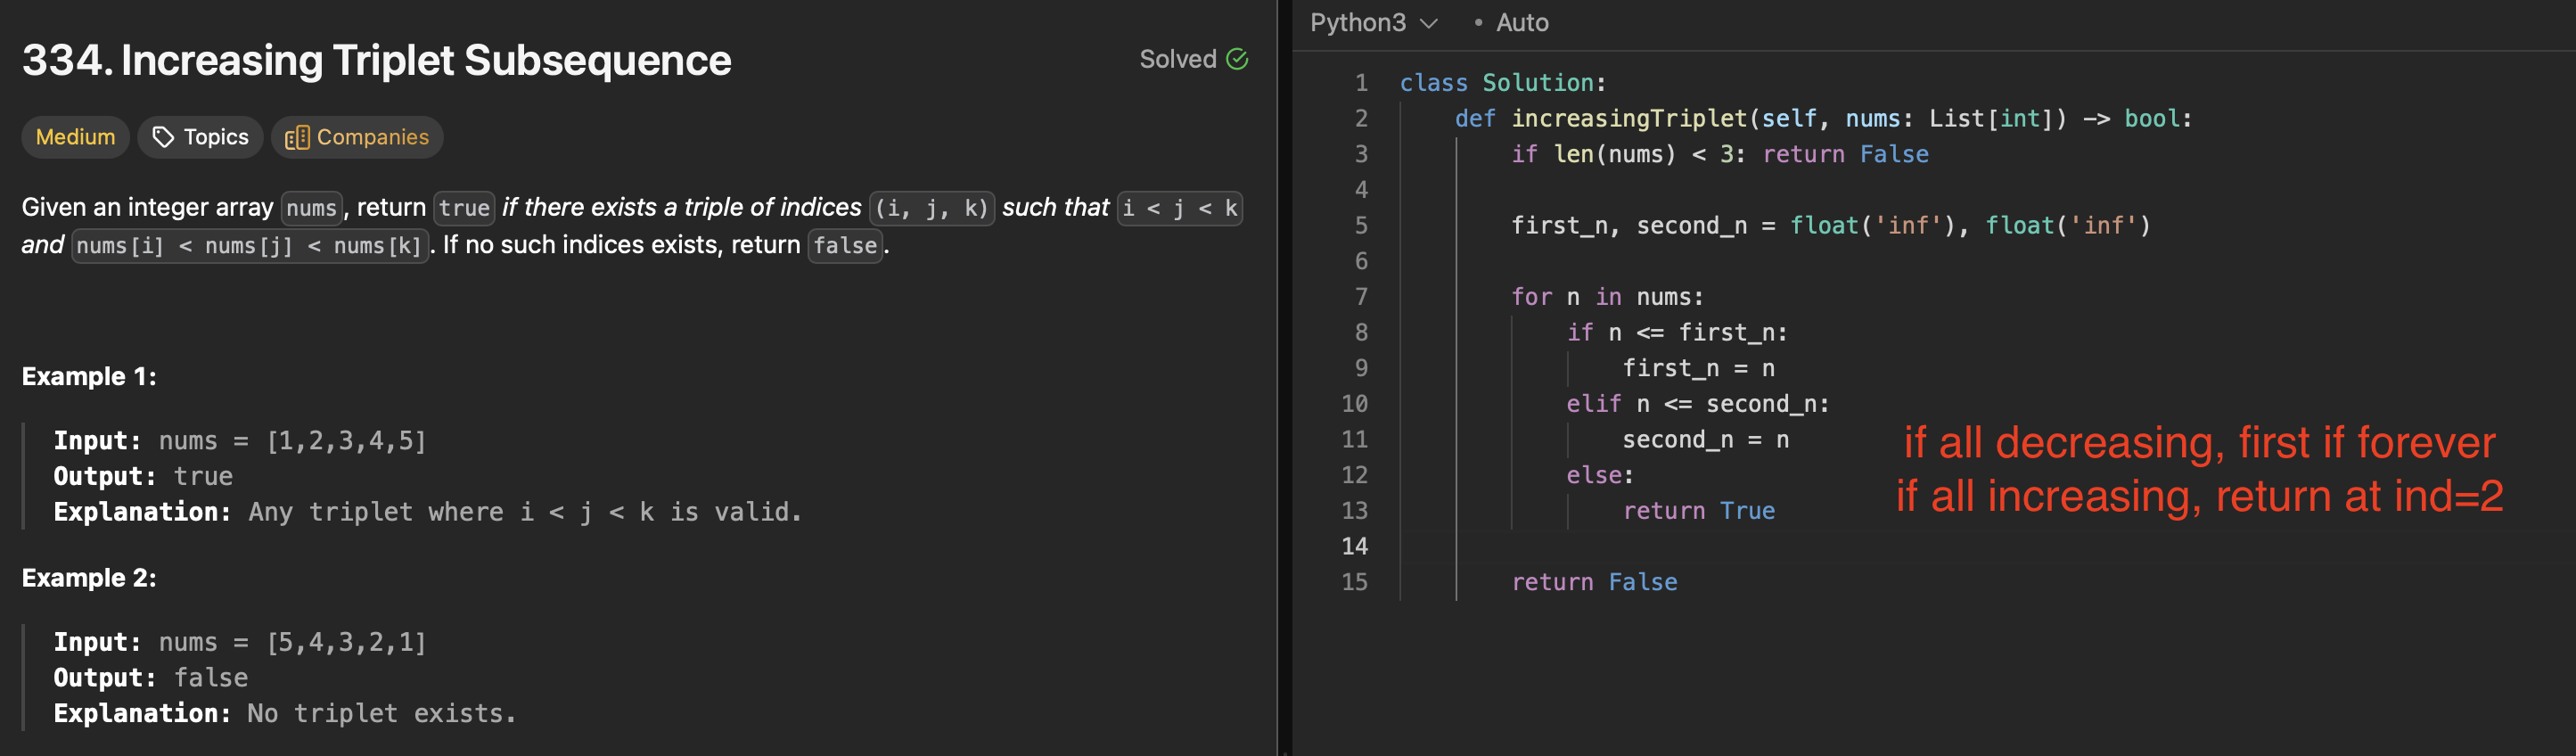 334. Increasing Triplet Subsequence
Solved
Medium
Topics
Companies
Given an integer array nums, return true if there exists a triple of indices (i, j, k) such that i < j < k
and nums[i] < nums[j] < nums[k]. If no such indices exists, return false.
Example 1:
Input: nums = [1,2,3,4,5]
Output: true
Explanation: Any triplet where i < j < k is valid.
Example 2:
Input: nums = [5,4,3,2,1]
Output: false
Explanation: No triplet exists.
Python3 • Auto
1 class Solution:
2 def increasingTriplet(self, nums: List[int]) -> bool:
3 if len(nums) < 3: return False
4
5 first_n, second_n = float('inf'), float('inf')
6
7 for n in nums:
8 if n <= first_n:
9 first_n = n
10 elif n <= second_n:
11 second_n = n
12 else:
13 return True
14
15 return False
if all decreasing, first if forever
if all increasing, return at ind=2